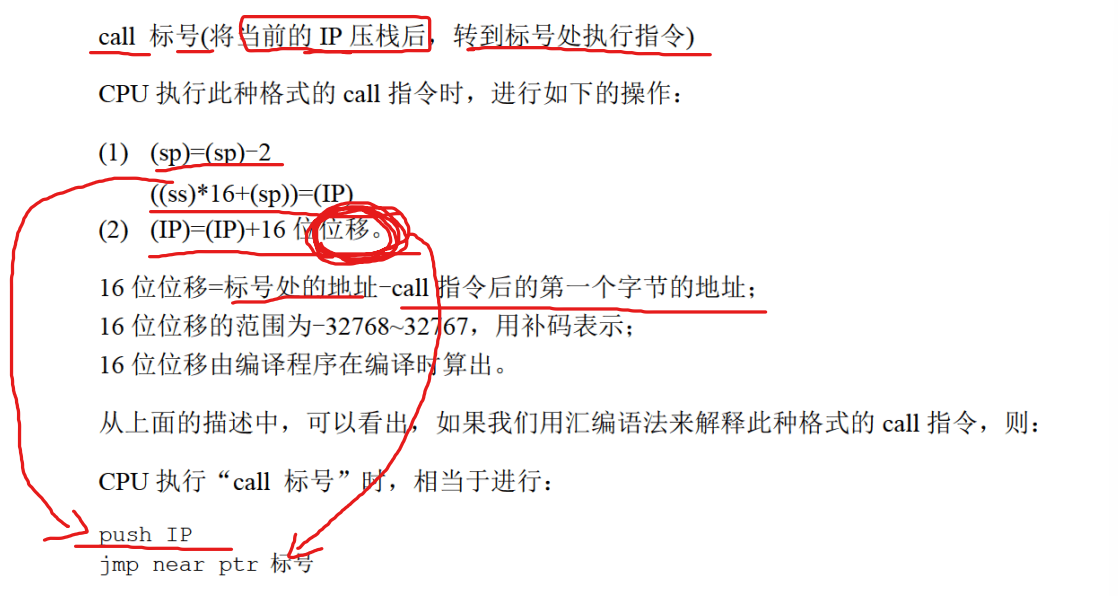 call 标号(将当前的 IP 压栈后，转到标号处执行指令)
CPU 执行此种格式的 call 指令时，进行如下的操作：
(1) (sp)=(sp)−2
((ss)*16+(sp))=(IP)
(2) (IP)=(IP)+16 位位移。
16 位位移=标号处的地址−call 指令后的第一个字节的地址；
16 位位移的范围为−32768~32767，用补码表示；
16 位位移由编译程序在编译时算出。
从上面的描述中，可以看出，如果我们用汇编语法来解释此种格式的 call 指令，则：
CPU 执行“call 标号”时，相当于进行：
push IP
jmp near ptr 标号